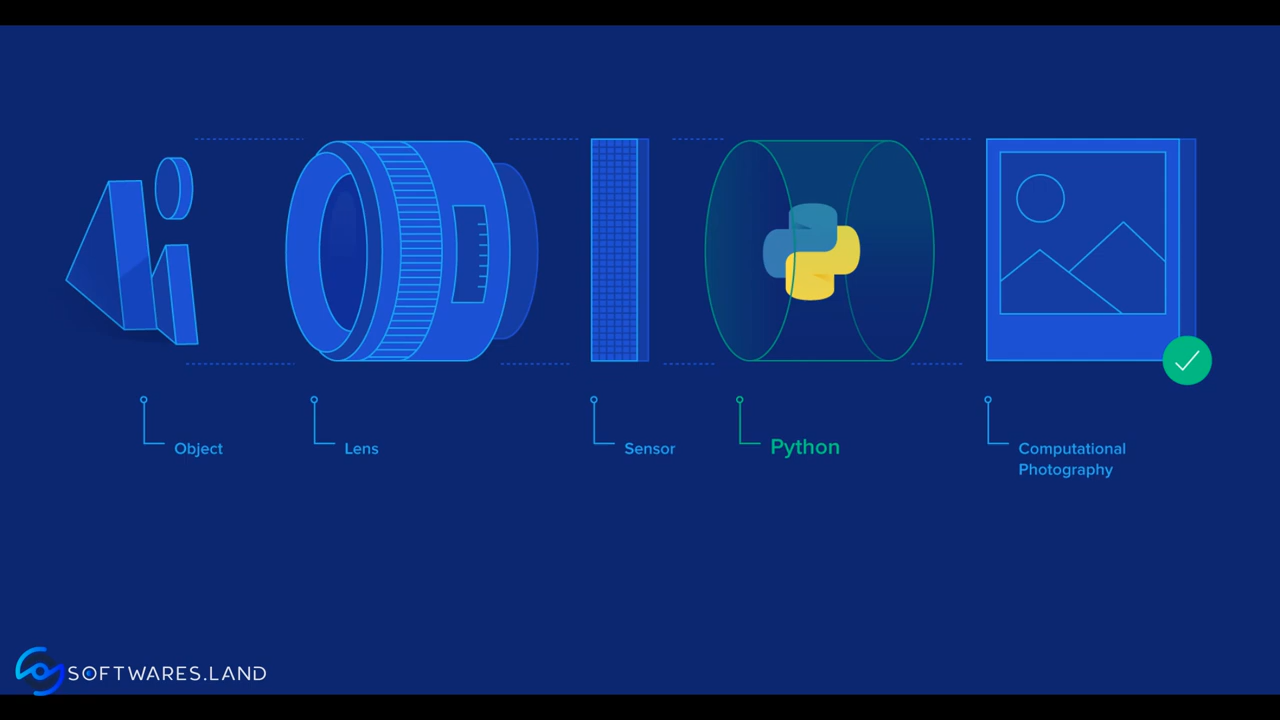 Object
Lens
Sensor
Python
Computational
Photography
SOFTWARES.LAND